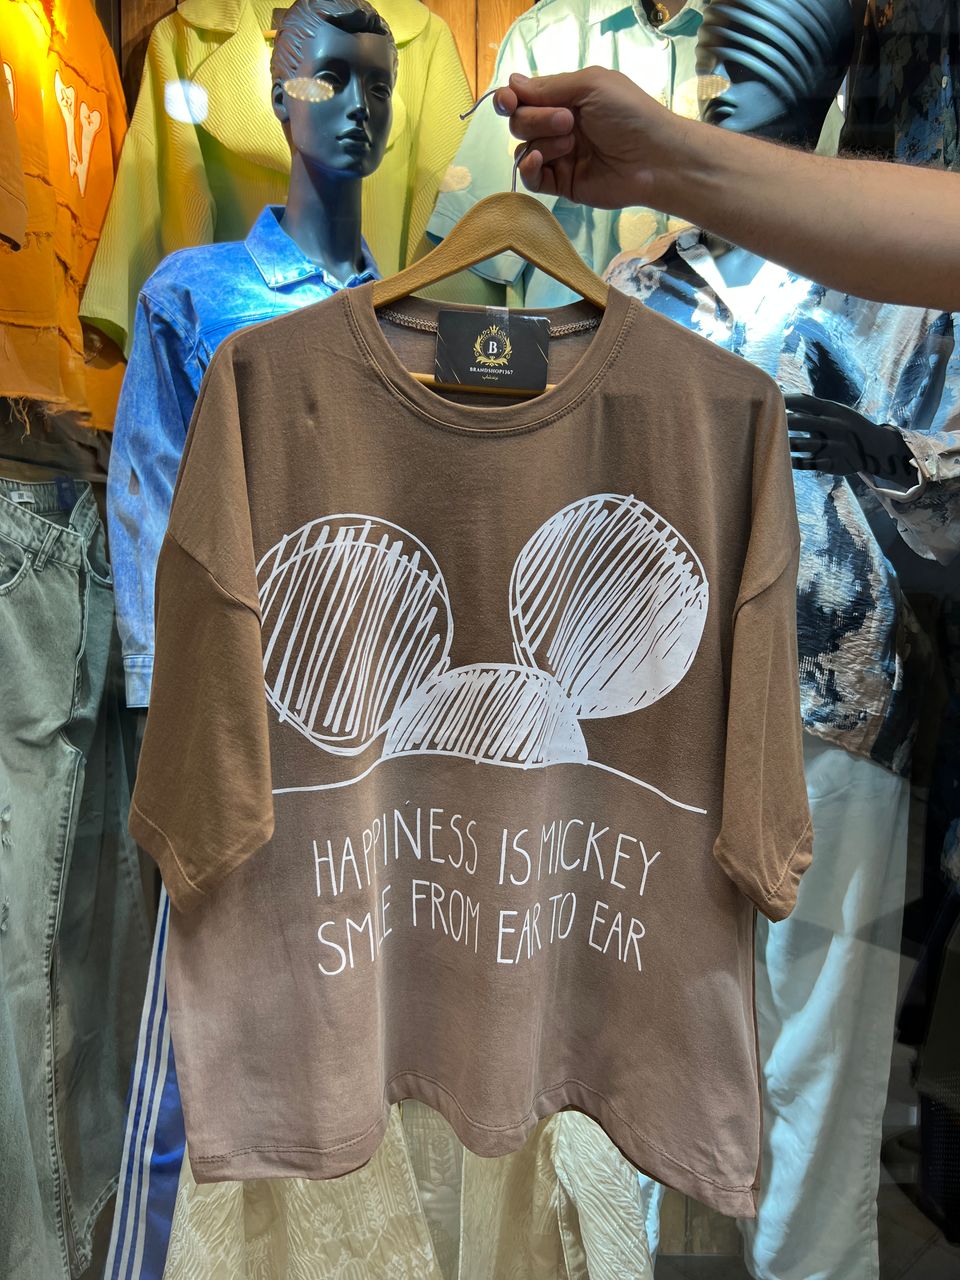 B
BRANDSHOP1367
HAPPINESS IS MICKEY
SMILE FROM EAR TO EAR